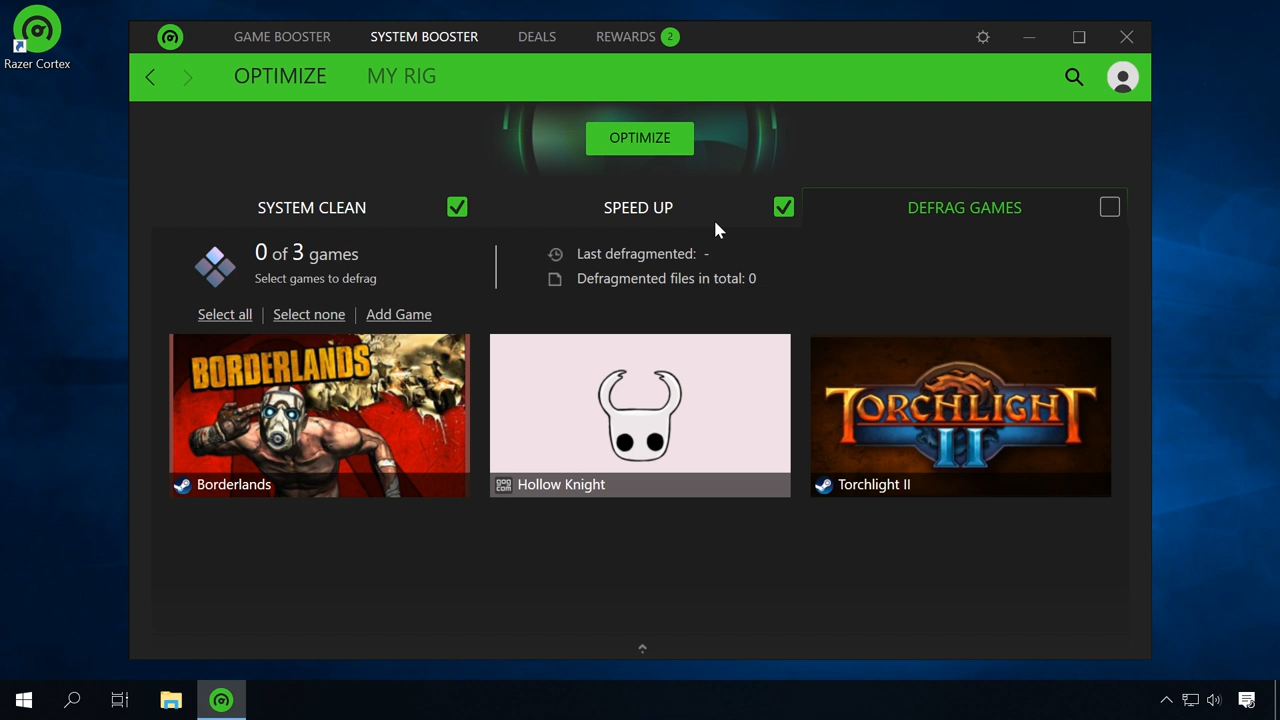 Razer Cortex
GAME BOOSTER SYSTEM BOOSTER DEALS REWARDS 2
OPTIMIZE MY RIG
OPTIMIZE
SYSTEM CLEAN SPEED UP DEFRAG GAMES
0 of 3 games
Select games to defrag
Last defragmented: -
Defragmented files in total: 0
Select all Select none Add Game
BORDERLANDS
TORCHLIGHT
II
Borderlands
gog
com
Hollow Knight
Torchlight II